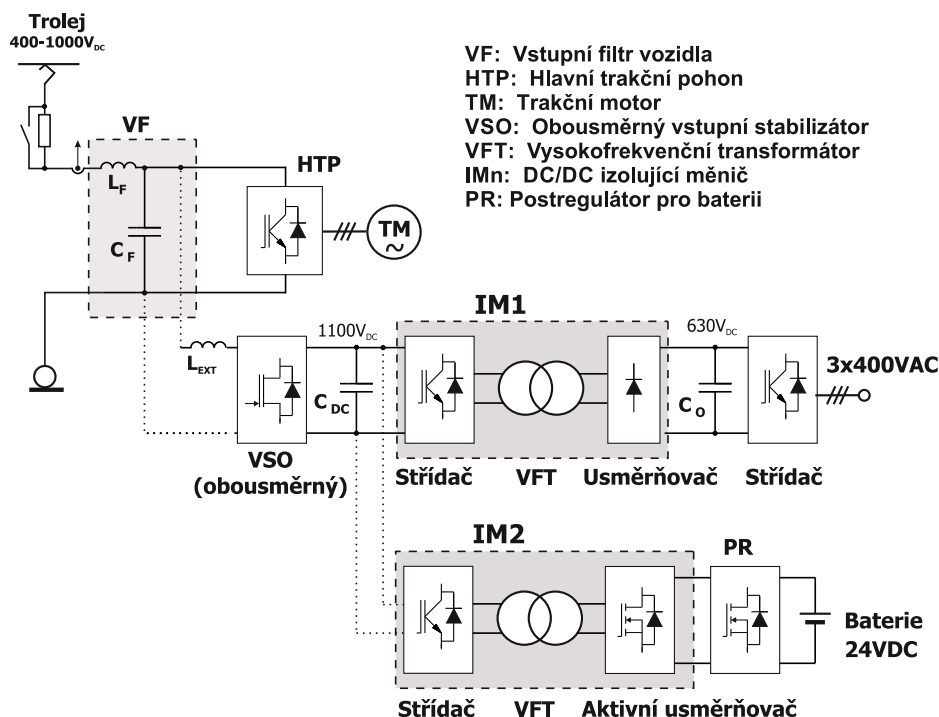 Trolej
400-1000V DC
VF: Vstupní filtr vozidla
HTP: Hlavní trakční pohon
TM: Trakční motor
VSO: Obousměrný vstupní stabilizátor
VFT: Vysokofrekvenční transformátor
IMn: DC/DC izolující měnič
PR: Postregulátor pro baterii
VF
HTP
LF
CF
TM
~
IM1
1100VDC
630VDC
LEXT
CDC
CO
3x400VAC
VSO
(obousměrný)
Střídač VFT Usměrňovač Střídač
IM2
PR
Baterie
24VDC
Střídač VFT Aktivní usměrňovač